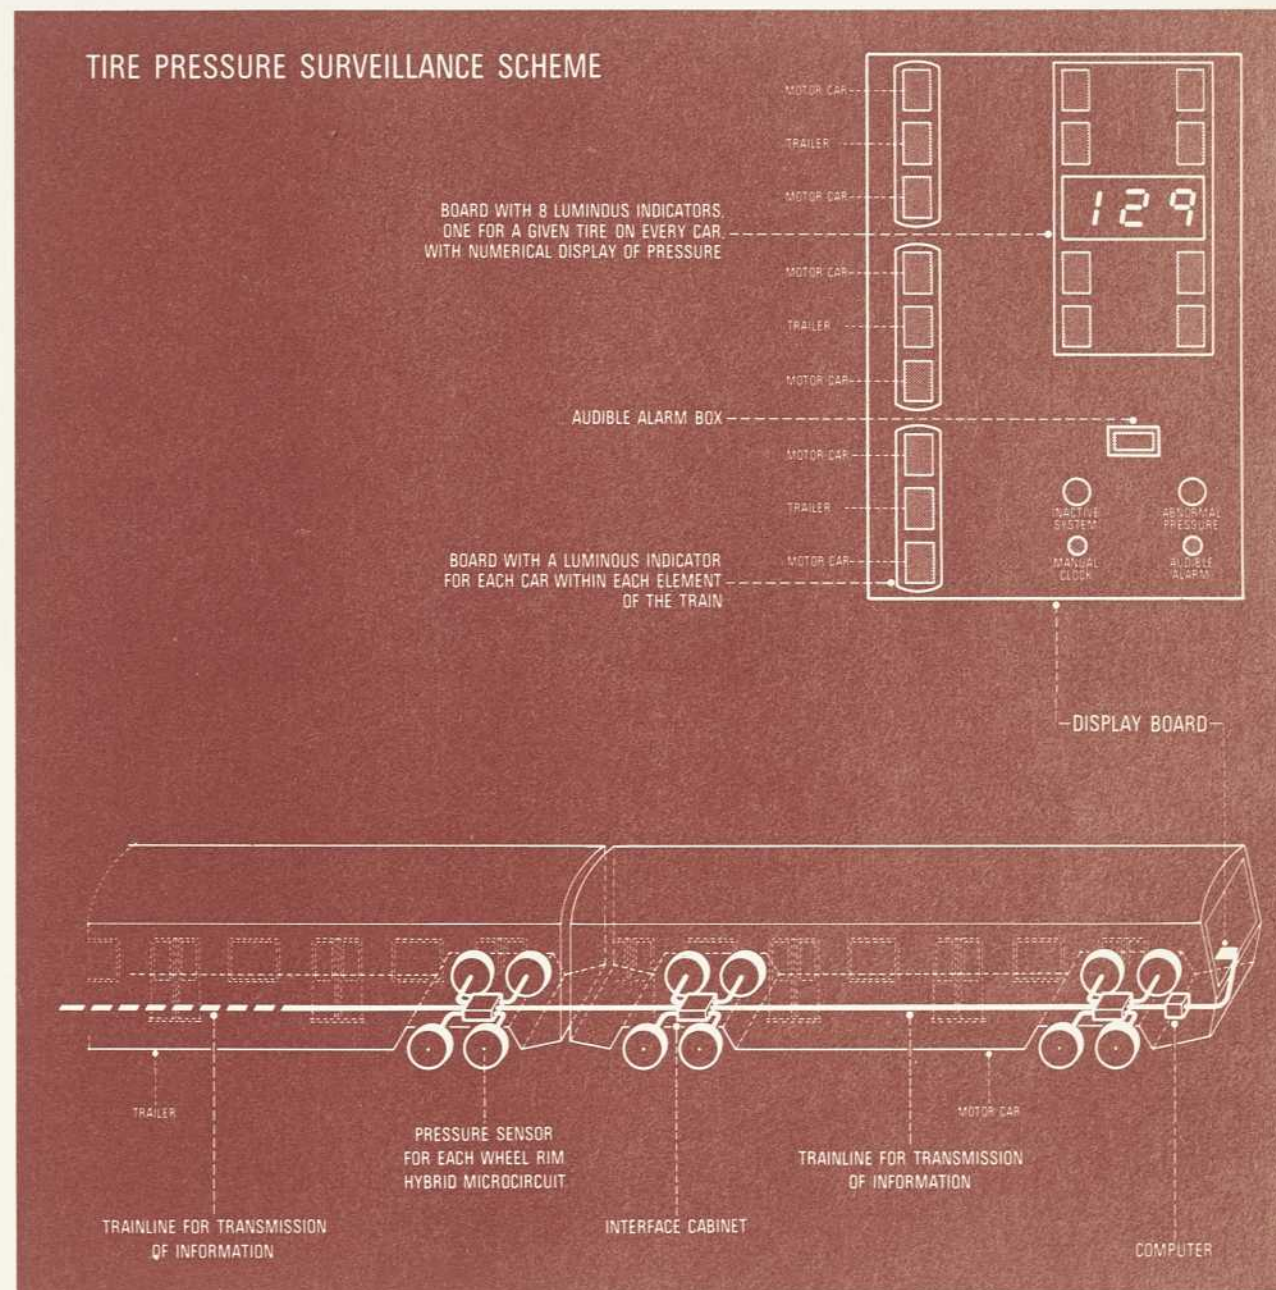 TIRE PRESSURE SURVEILLANCE SCHEME
MOTOR CAR
TRAILER
MOTOR CAR
BOARD WITH 8 LUMINOUS INDICATORS,
ONE FOR A GIVEN TIRE ON EVERY CAR,
WITH NUMERICAL DISPLAY OF PRESSURE
129
MOTOR CAR
TRAILER
MOTOR CAR
AUDIBLE ALARM BOX
MOTOR CAR
TRAILER
MOTOR CAR
INACTIVE
SYSTEM
ABNORMAL
PRESSURE
MANUAL
CLOCK
AUDIBLE
ALARM
BOARD WITH A LUMINOUS INDICATOR
FOR EACH CAR WITHIN EACH ELEMENT
OF THE TRAIN
DISPLAY BOARD
TRAILER
MOTOR CAR
PRESSURE SENSOR
FOR EACH WHEEL RIM
HYBRID MICROCIRCUIT
TRAINLINE FOR TRANSMISSION
OF INFORMATION
TRAINLINE FOR TRANSMISSION
OF INFORMATION
INTERFACE CABINET
COMPUTER